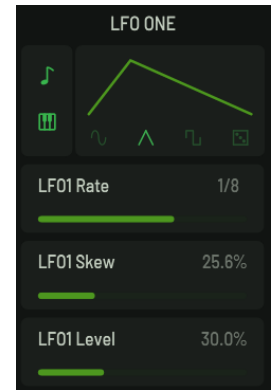 LFO ONE
LFO1 Rate 1/8
LFO1 Skew 25.6%
LFO1 Level 30.0%